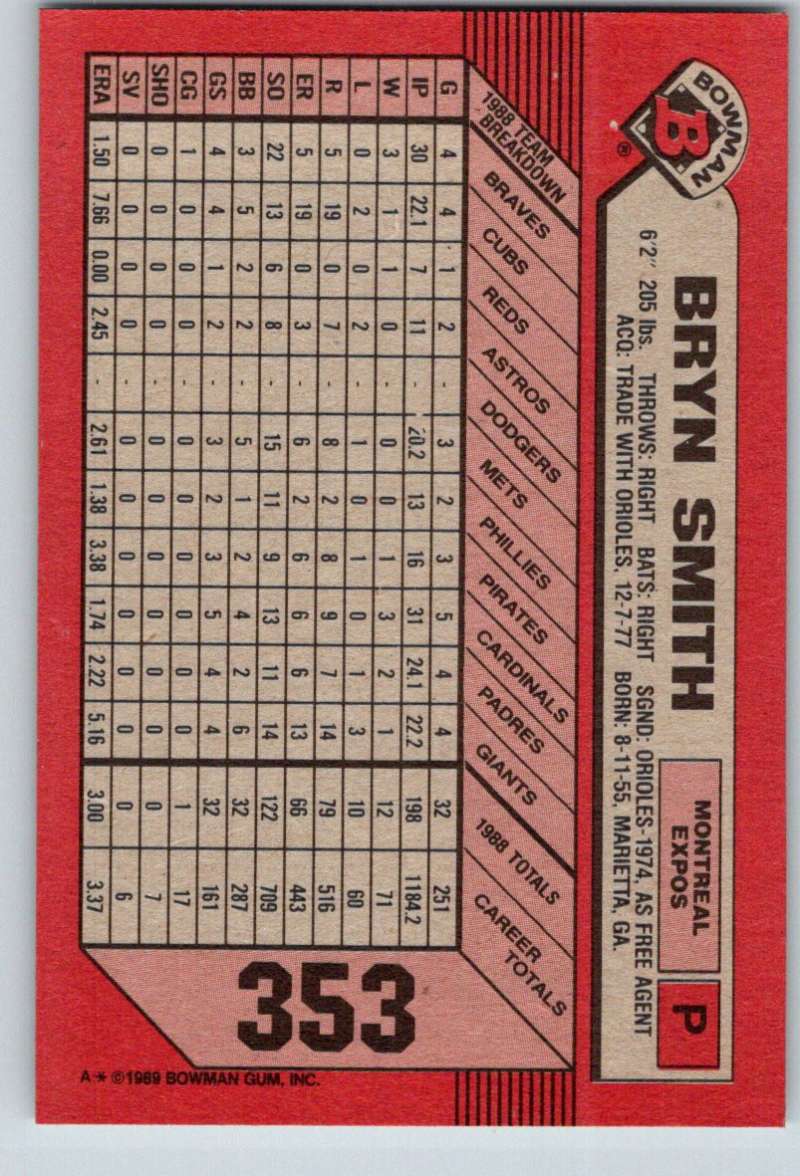 BOWMAN
B®
BRYN SMITH
MONTREAL
EXPOS
P
6'2" 205 lbs. THROWS: RIGHT BATS: RIGHT SGND: ORIOLES-1974, AS FREE AGENT
ACQ: TRADE WITH ORIOLES, 12-7-77 BORN: 8-11-55, MARIETTA, GA.
1988 TEAM
BREAKDOWN
BRAVES
CUBS
REDS
ASTROS
DODGERS
METS
PHILLIES
PIRATES
CARDINALS
PADRES
GIANTS
1988 TOTALS
CAREER
TOTALS
G 4 4 1 2 - 3 2 3 5 4 4 32 251
IP 30 22.1 7 11 - 20.2 13 16 31 24.1 22.2 198 1184.2
W 3 1 1 0 - 0 0 1 3 2 1 12 71
L 0 2 0 2 - 1 0 1 0 1 3 10 60
R 5 19 0 7 - 8 2 8 9 7 14 79 516
ER 5 19 0 3 - 6 2 6 6 6 13 66 443
SO 22 13 6 8 - 15 11 9 13 11 14 122 709
BB 3 5 2 2 - 5 1 2 4 2 6 32 287
GS 4 4 1 2 - 3 2 3 5 4 4 32 161
CG 1 0 0 0 - 0 0 0 0 0 0 1 17
SHO 0 0 0 0 - 0 0 0 0 0 0 0 7
SV 0 0 0 0 - 0 0 0 0 0 0 0 6
ERA 1.50 7.66 0.00 2.45 - 2.61 1.38 3.38 1.74 2.22 5.16 3.00 3.37
353
A * ©1989 BOWMAN GUM, INC.